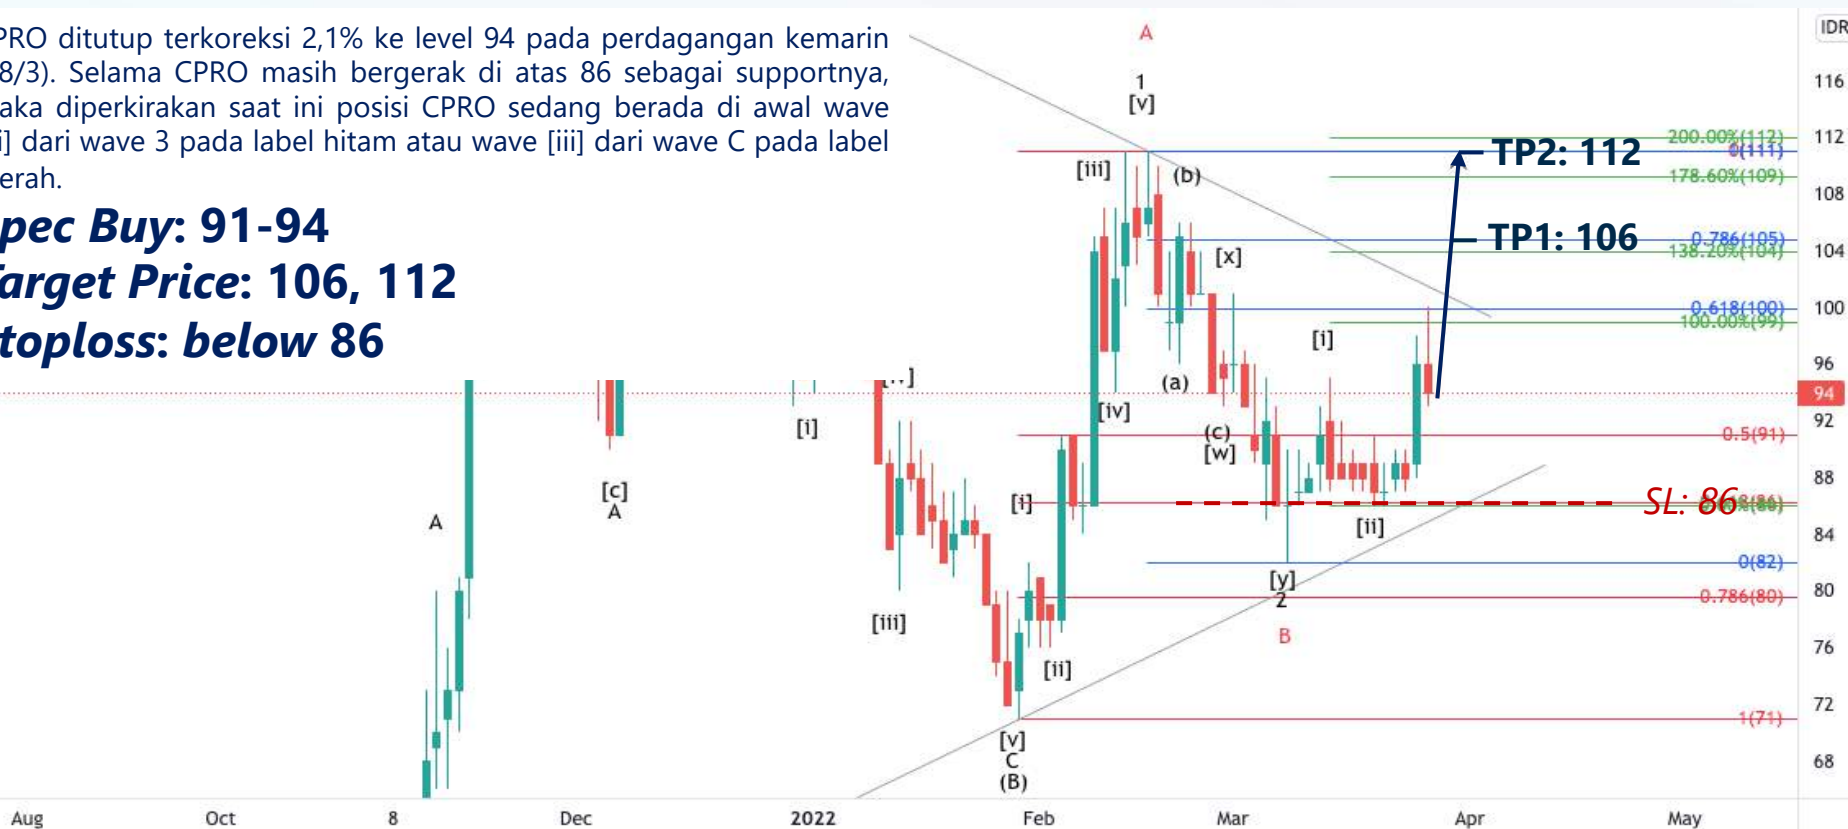 PRO ditutup terkoreksi 2,1% ke level 94 pada perdagangan kemarin
8/3). Selama CPRO masih bergerak di atas 86 sebagai supportnya,
aka diperkirakan saat ini posisi CPRO sedang berada di awal wave
i] dari wave 3 pada label hitam atau wave [iii] dari wave C pada label
erah.
pec Buy: 91-94
arget Price: 106, 112
toploss: below 86
IDR
A
1
[v]
116
112
108
104
100
96
94
92
88
84
80
76
72
68
200.00%(112)
0(111)
178.60%(109)
TP2: 112
TP1: 106
0.786(105)
138.20%(104)
0.618(100)
100.00%(99)
0.5(91)
SL: 86
0(82)
0.786(80)
1(71)
[iii]
(b)
[x]
[i]
(a)
[iv]
(c)
[w]
[i]
[c]
A
A
[i]
[ii]
[y]
2
B
[iii]
[ii]
[v]
C
(B)
Aug
Oct
8
Dec
2022
Feb
Mar
Apr
May